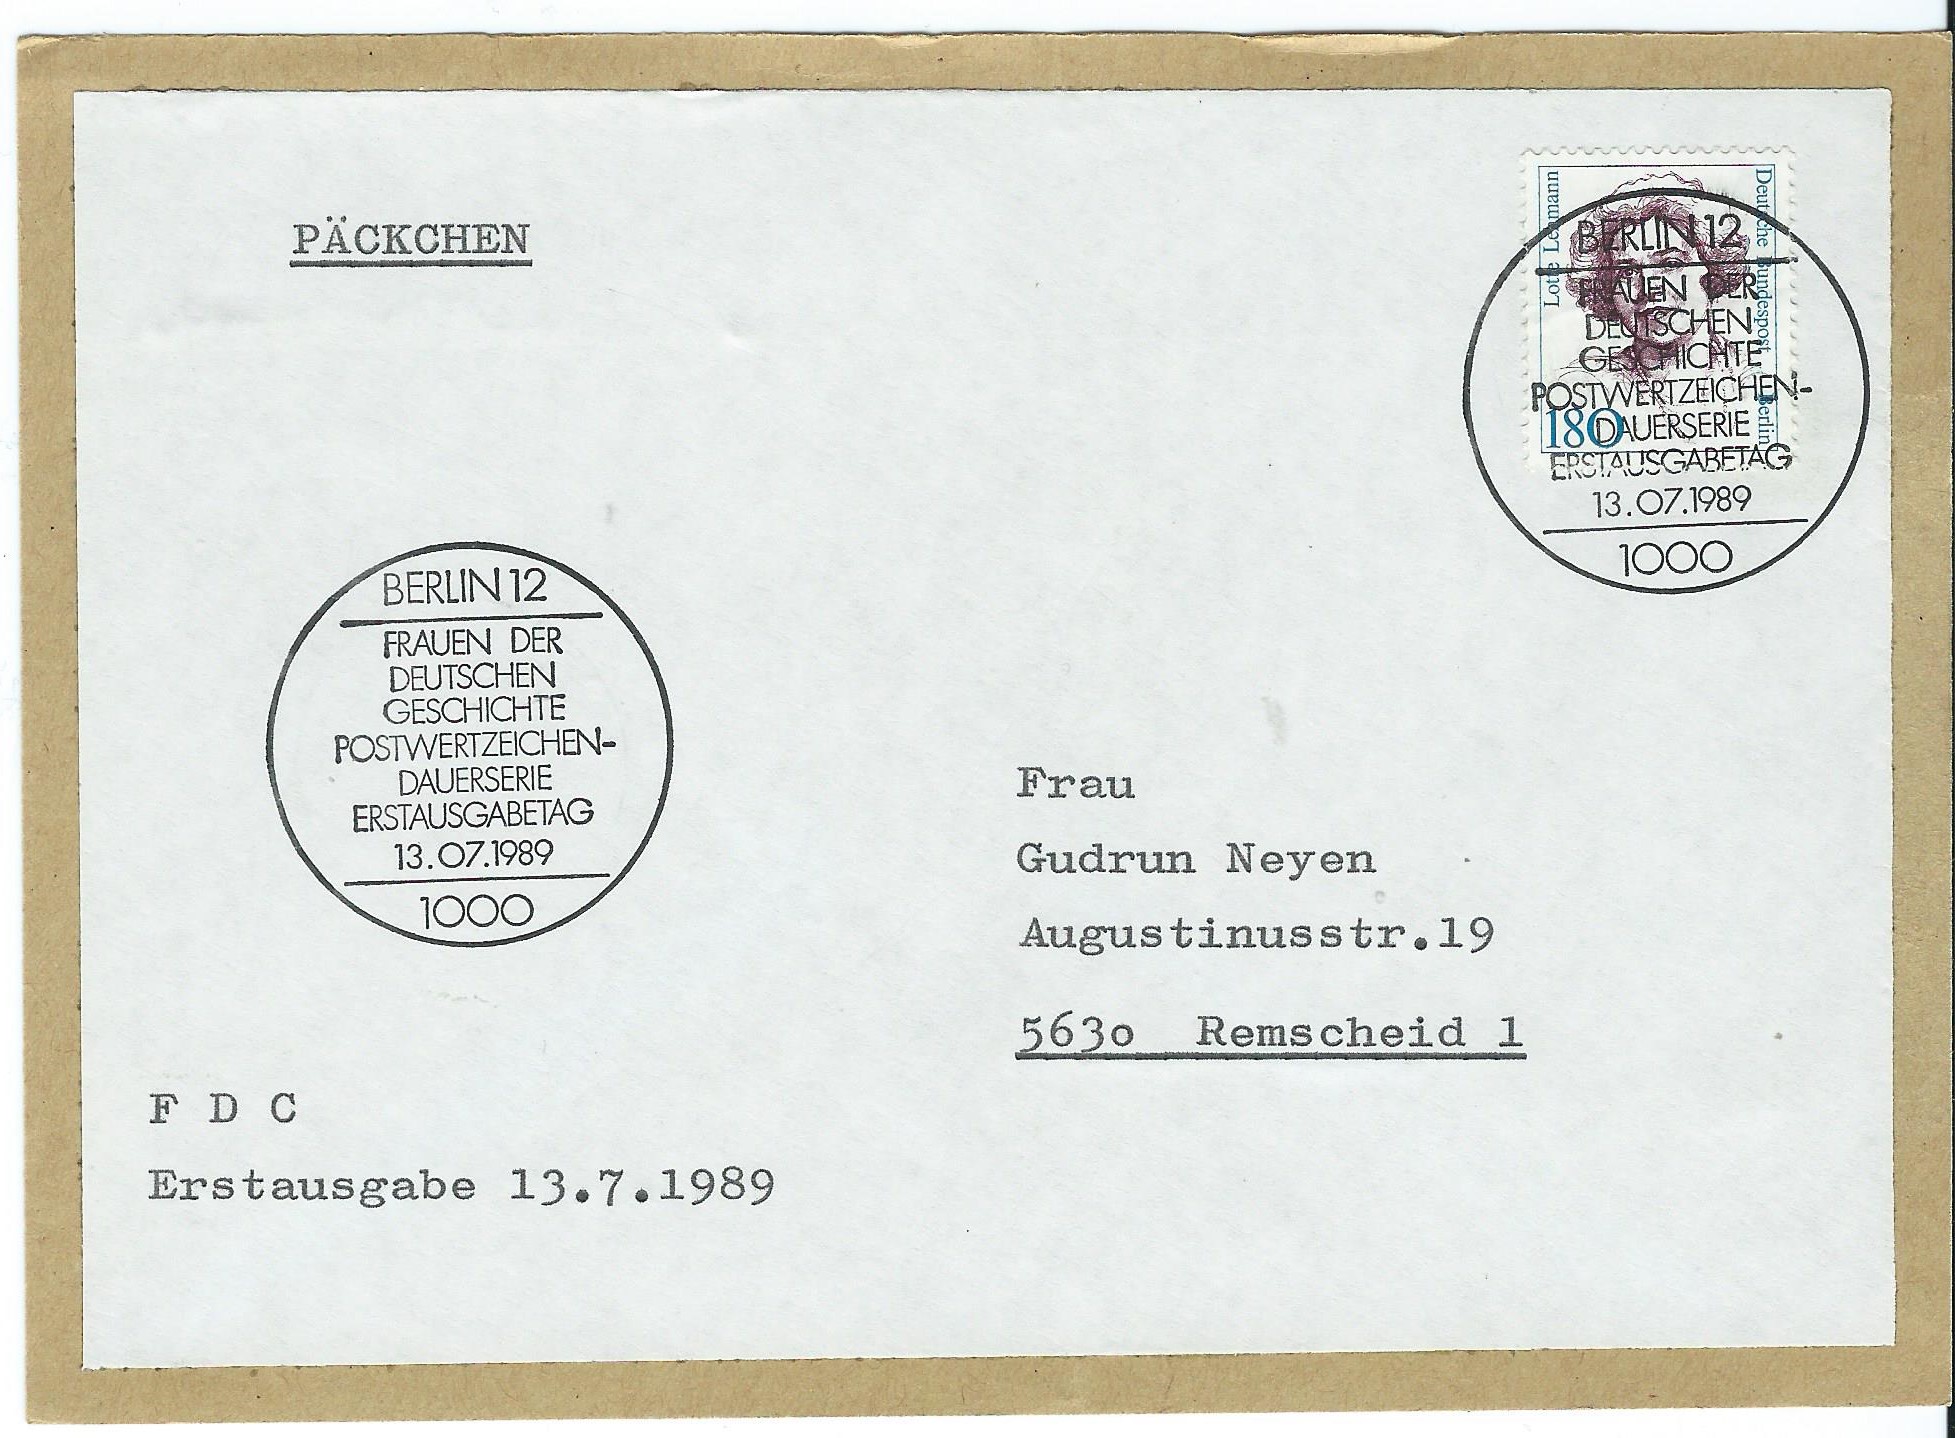 PÄCKCHEN
Lotte Lehmann
Deutsche Bundespost Berlin
180
BERLIN 12
FRAUEN DER
DEUTSCHEN
GESCHICHTE
POSTWERTZEICHEN-
DAUERSERIE
ERSTAUSGABETAG
13.07.1989
1000
BERLIN 12
FRAUEN DER
DEUTSCHEN
GESCHICHTE
POSTWERTZEICHEN-
DAUERSERIE
ERSTAUSGABETAG
13.07.1989
1000
Frau
Gudrun Neyen
Augustinusstr.19
563o Remscheid 1
F D C
Erstausgabe 13.7.1989